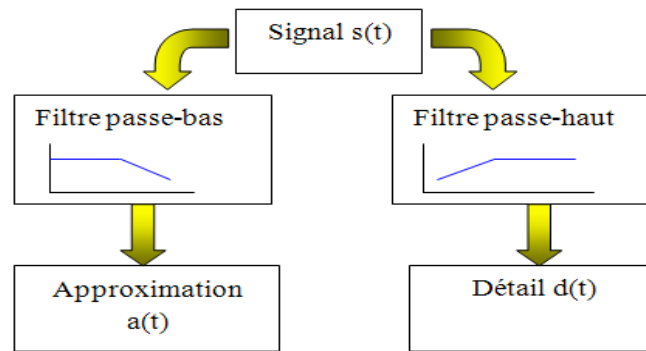 Signal s(t)
Filtre passe-bas
Filtre passe-haut
Approximation
a(t)
Détail d(t)